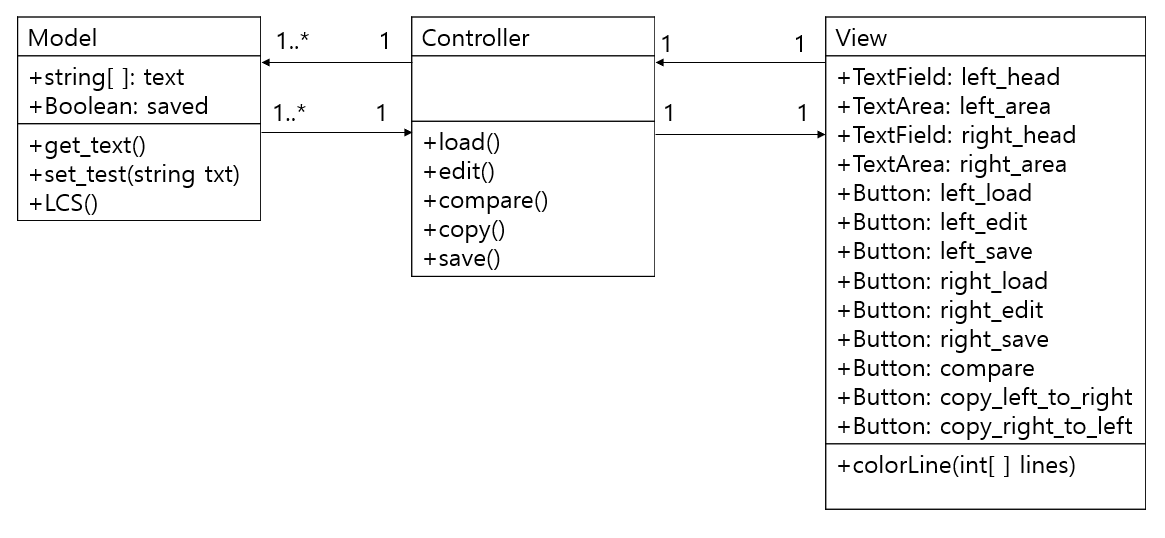 Model
+string[ ]: text
+Boolean: saved
+get_text()
+set_test(string txt)
+LCS()
1..* 1
1..* 1
Controller
+load()
+edit()
+compare()
+copy()
+save()
1 1
1 1
View
+TextField: left_head
+TextArea: left_area
+TextField: right_head
+TextArea: right_area
+Button: left_load
+Button: left_edit
+Button: left_save
+Button: right_load
+Button: right_edit
+Button: right_save
+Button: compare
+Button: copy_left_to_right
+Button: copy_right_to_left
+colorLine(int[ ] lines)